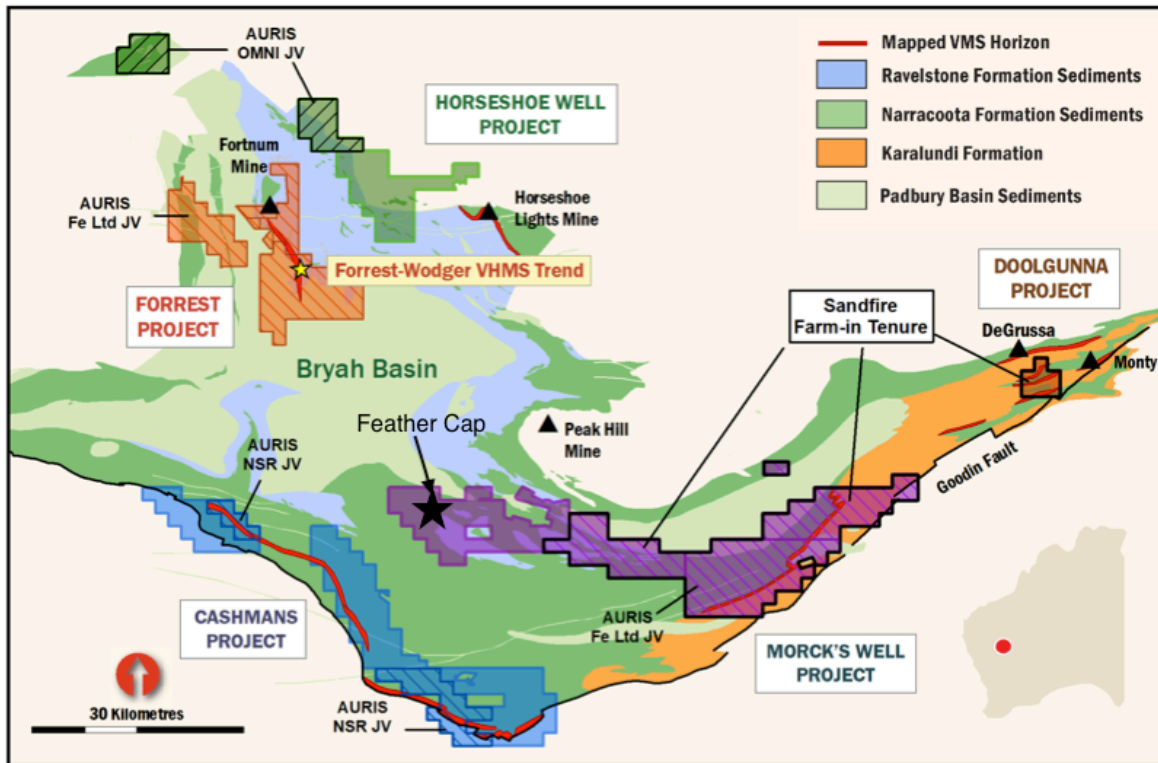 AURIS
OMNI JV
Mapped VMS Horizon
Ravelstone Formation Sediments
Narracoota Formation Sediments
Karalundi Formation
Padbury Basin Sediments
HORSESHOE WELL
PROJECT
Fortnum
Mine
AURIS
Fe Ltd JV
Horseshoe
Lights Mine
Forrest-Wodger VHMS Trend
FORREST
PROJECT
DOOLGUNNA
PROJECT
Sandfire
Farm-in Tenure
DeGrussa
Monty
Bryah Basin
Feather Cap
Peak Hill
Mine
AURIS
NSR JV
Goodin Fault
CASHMANS
PROJECT
AURIS
Fe Ltd JV
MORCK'S WELL
PROJECT
30 Kilometres
AURIS
NSR JV